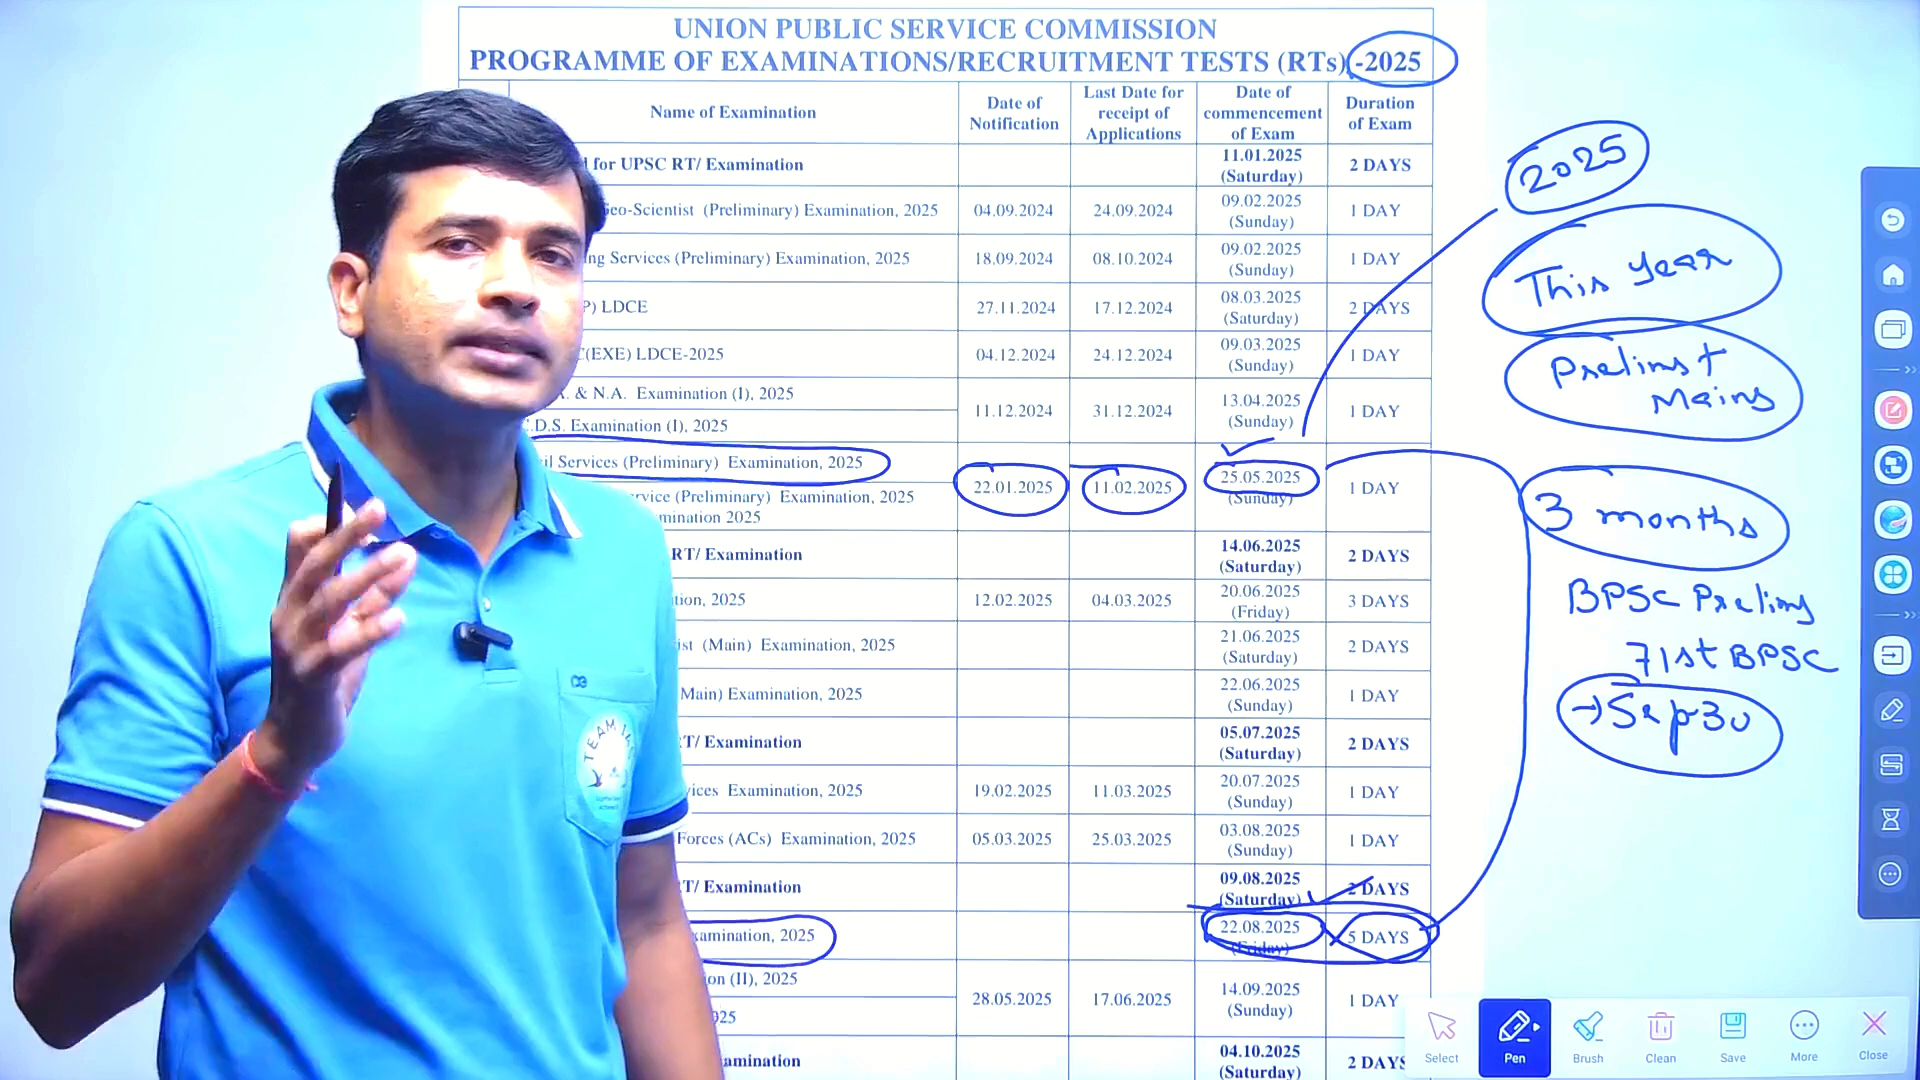 UNION PUBLIC SERVICE COMMISSION
PROGRAMME OF EXAMINATIONS/RECRUITMENT TESTS (RTs) -2025
Name of Examination
Date of Notification
Last Date for receipt of Applications
Date of commencement of Exam
Duration of Exam
for UPSC RT/ Examination 11.01.2025 (Saturday) 2 DAYS
Geo-Scientist (Preliminary) Examination, 2025 04.09.2024 24.09.2024 09.02.2025 (Sunday) 1 DAY
Services (Preliminary) Examination, 2025 18.09.2024 08.10.2024 09.02.2025 (Sunday) 1 DAY
LDCE 27.11.2024 17.12.2024 08.03.2025 (Saturday) 2 DAYS
(EXE) LDCE-2025 04.12.2024 24.12.2024 09.03.2025 (Sunday) 1 DAY
& N.A. Examination (I), 2025 11.12.2024 31.12.2024 13.04.2025 (Sunday) 1 DAY
.D.S. Examination (I), 2025
Services (Preliminary) Examination, 2025 22.01.2025 11.02.2025 25.05.2025 (Sunday) 1 DAY
(Preliminary) Examination, 2025
2025
RT/ Examination 14.06.2025 (Saturday) 2 DAYS
2025 12.02.2025 04.03.2025 20.06.2025 (Friday) 3 DAYS
(Main) Examination, 2025 21.06.2025 (Saturday) 2 DAYS
Main) Examination, 2025 22.06.2025 (Sunday) 1 DAY
Examination 05.07.2025 (Saturday) 2 DAYS
Examination, 2025 19.02.2025 11.03.2025 20.07.2025 (Sunday) 1 DAY
Forces (ACs) Examination, 2025 05.03.2025 25.03.2025 03.08.2025 (Sunday) 1 DAY
Examination 09.08.2025 (Saturday) 2 DAYS
2025 22.08.2025 (Friday) 5 DAYS
(II), 2025 28.05.2025 17.06.2025 14.09.2025 (Sunday) 1 DAY
04.10.2025 (Saturday) 2 DAYS
2025
This year
Prelims +
Mains
3 months
BPSC Prelims
71st BPSC
→ Sep-30
TEAM
Select
Pen
Brush
Clean
Save
More
Close